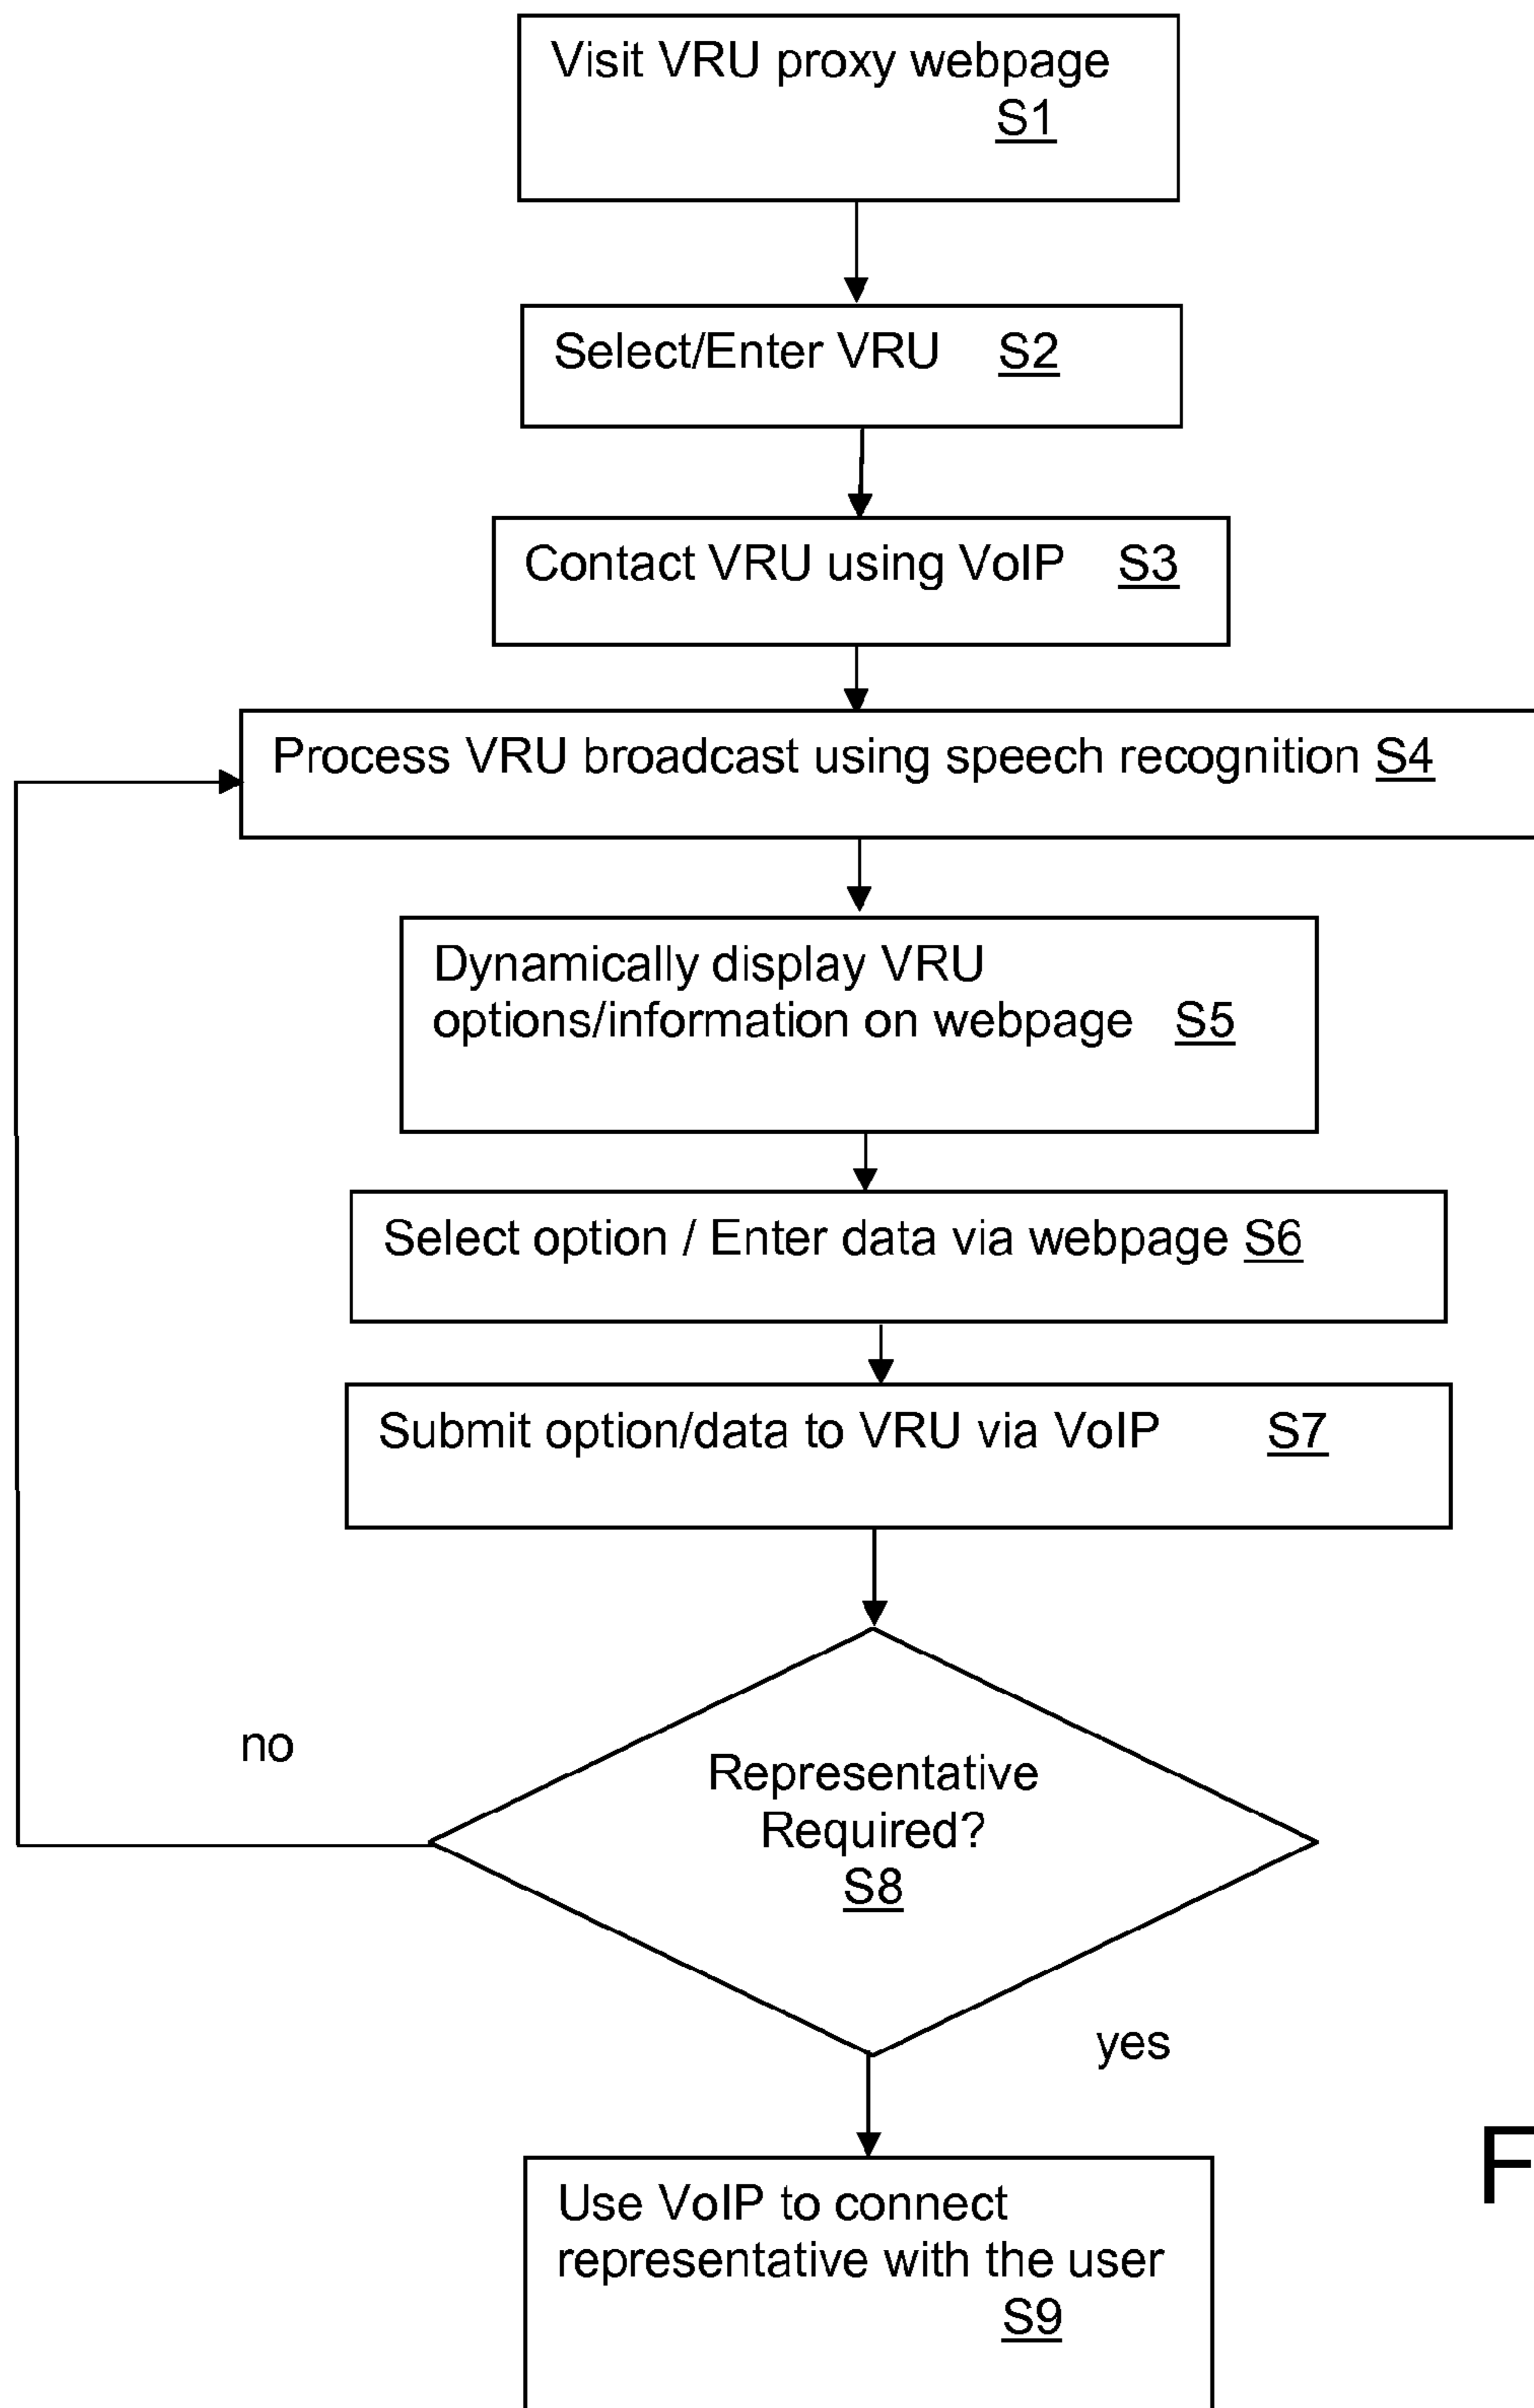 Visit VRU proxy webpage
S1
Select/Enter VRU S2
Contact VRU using VoIP S3
Process VRU broadcast using speech recognition S4
Dynamically display VRU
options/information on webpage S5
Select option / Enter data via webpage S6
Submit option/data to VRU via VoIP S7
no
Representative
Required?
S8
yes
Use VoIP to connect
representative with the user
S9